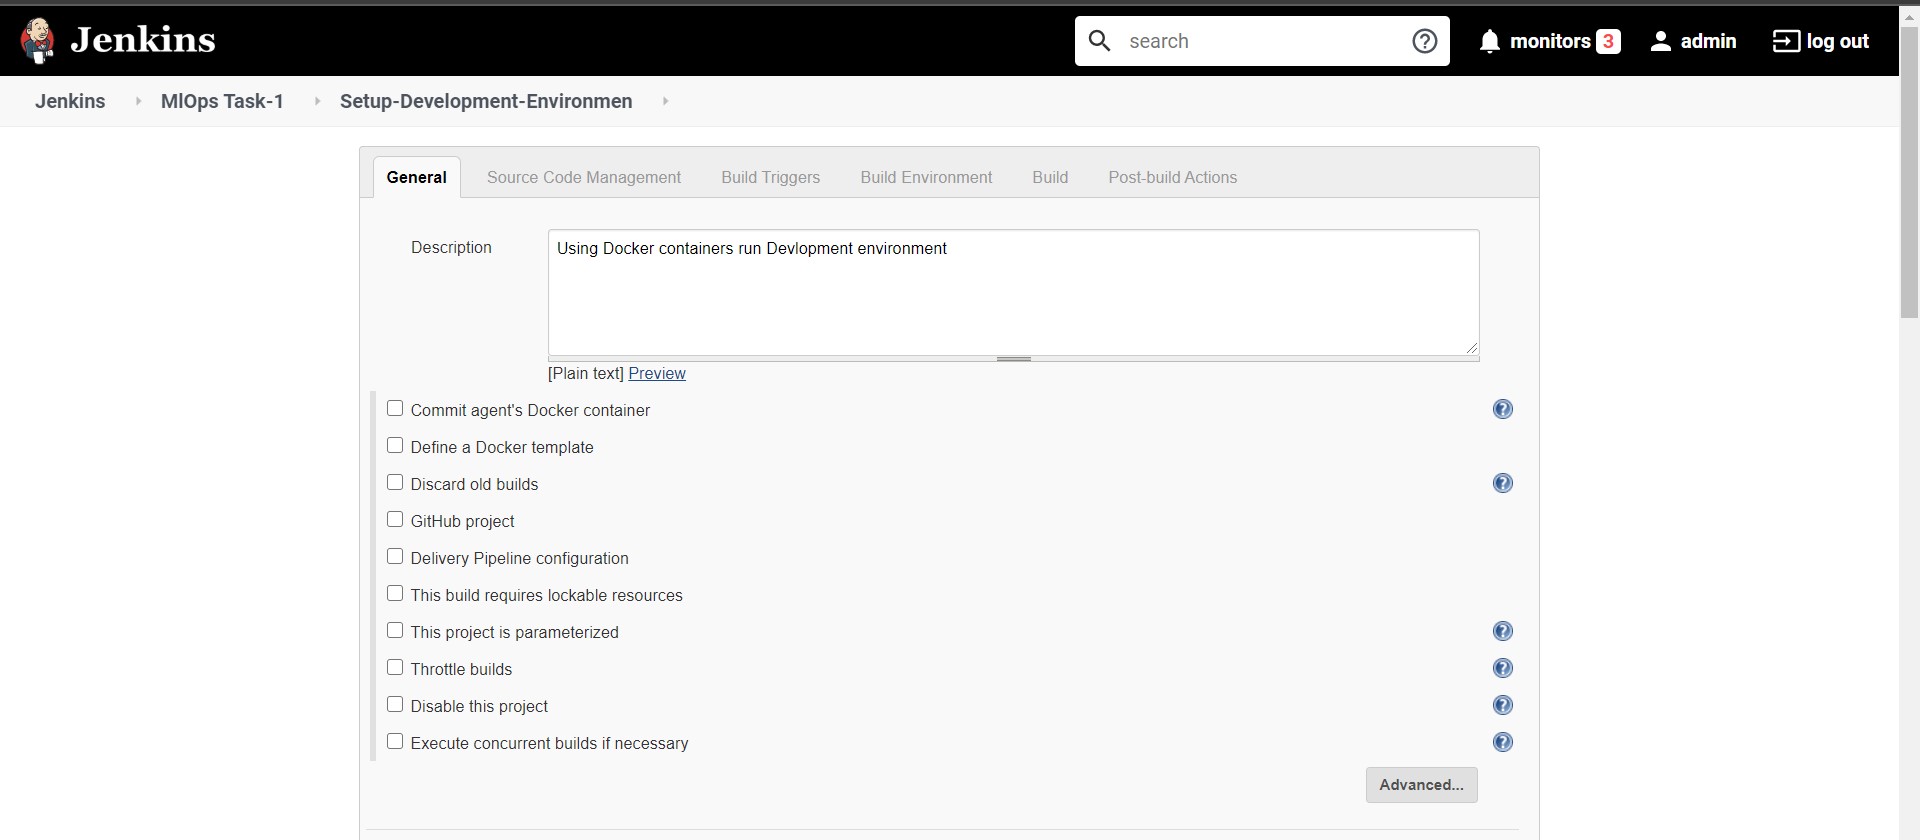 Jenkins
search
monitors 3
admin
log out
Jenkins
MlOps Task-1
Setup-Development-Environmen
General
Source Code Management
Build Triggers
Build Environment
Build
Post-build Actions
Description
Using Docker containers run Devlopment environment
[Plain text] Preview
Commit agent's Docker container
Define a Docker template
Discard old builds
GitHub project
Delivery Pipeline configuration
This build requires lockable resources
This project is parameterized
Throttle builds
Disable this project
Execute concurrent builds if necessary
Advanced...